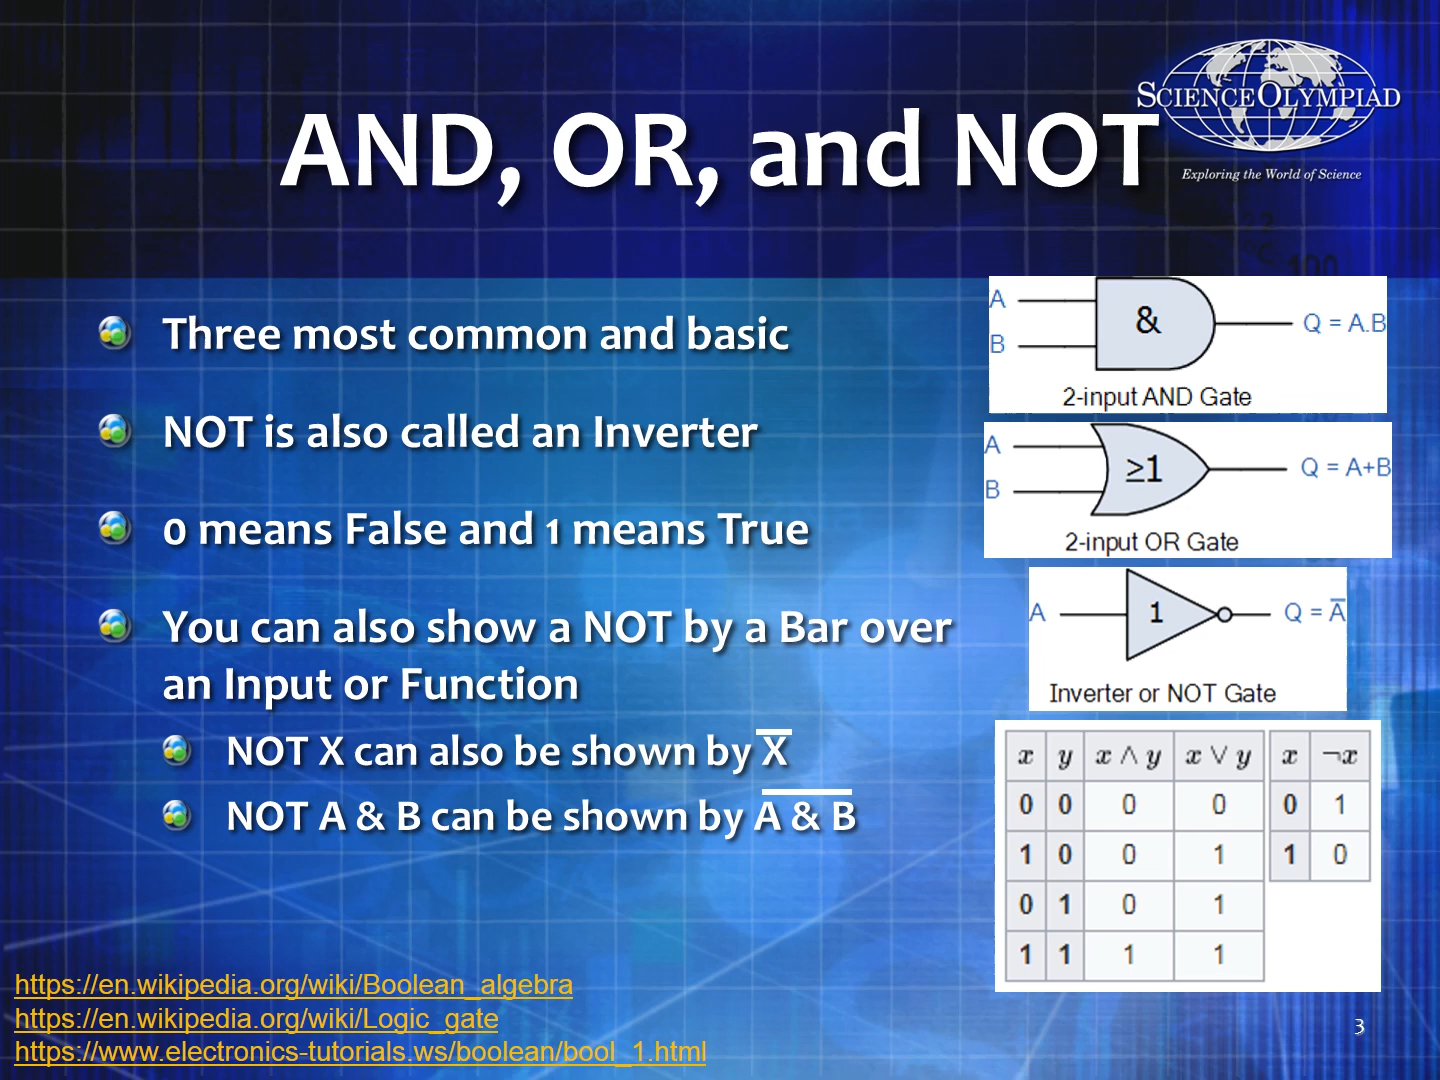 SCIENCE OLYMPIAD
Exploring the World of Science
AND, OR, and NOT
100
Three most common and basic
NOT is also called an Inverter
0 means False and 1 means True
You can also show a NOT by a Bar over
an Input or Function
NOT X can also be shown by X̅
NOT A & B can be shown by A̅ ̅&̅ ̅B̅
A
B
&
Q = A.B
2-input AND Gate
A
B
≥1
Q = A+B
2-input OR Gate
A
1
Q = A̅
Inverter or NOT Gate
x y x ∧ y x ∨ y x ¬x
0 0 0 0 0 1
1 0 0 1 1 0
0 1 0 1
1 1 1 1
https://en.wikipedia.org/wiki/Boolean_algebra
https://en.wikipedia.org/wiki/Logic_gate
https://www.electronics-tutorials.ws/boolean/bool_1.html
3